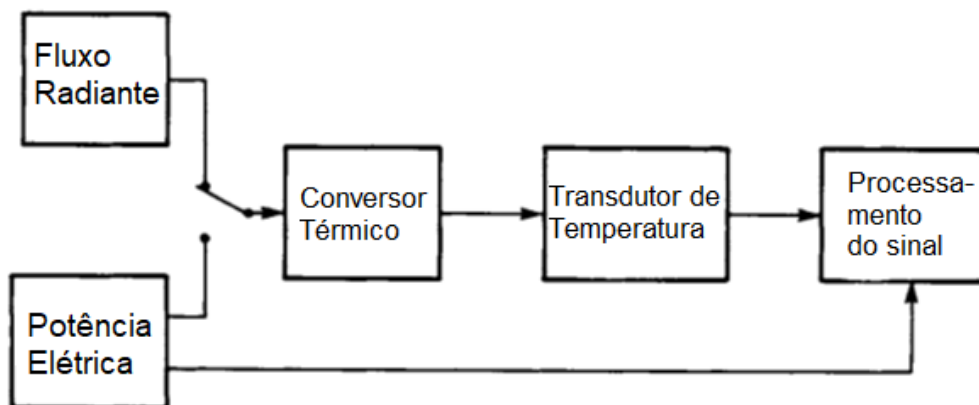 Fluxo
Radiante
Conversor
Térmico
Transdutor de
Temperatura
Processa-
mento
do sinal
Potência
Elétrica